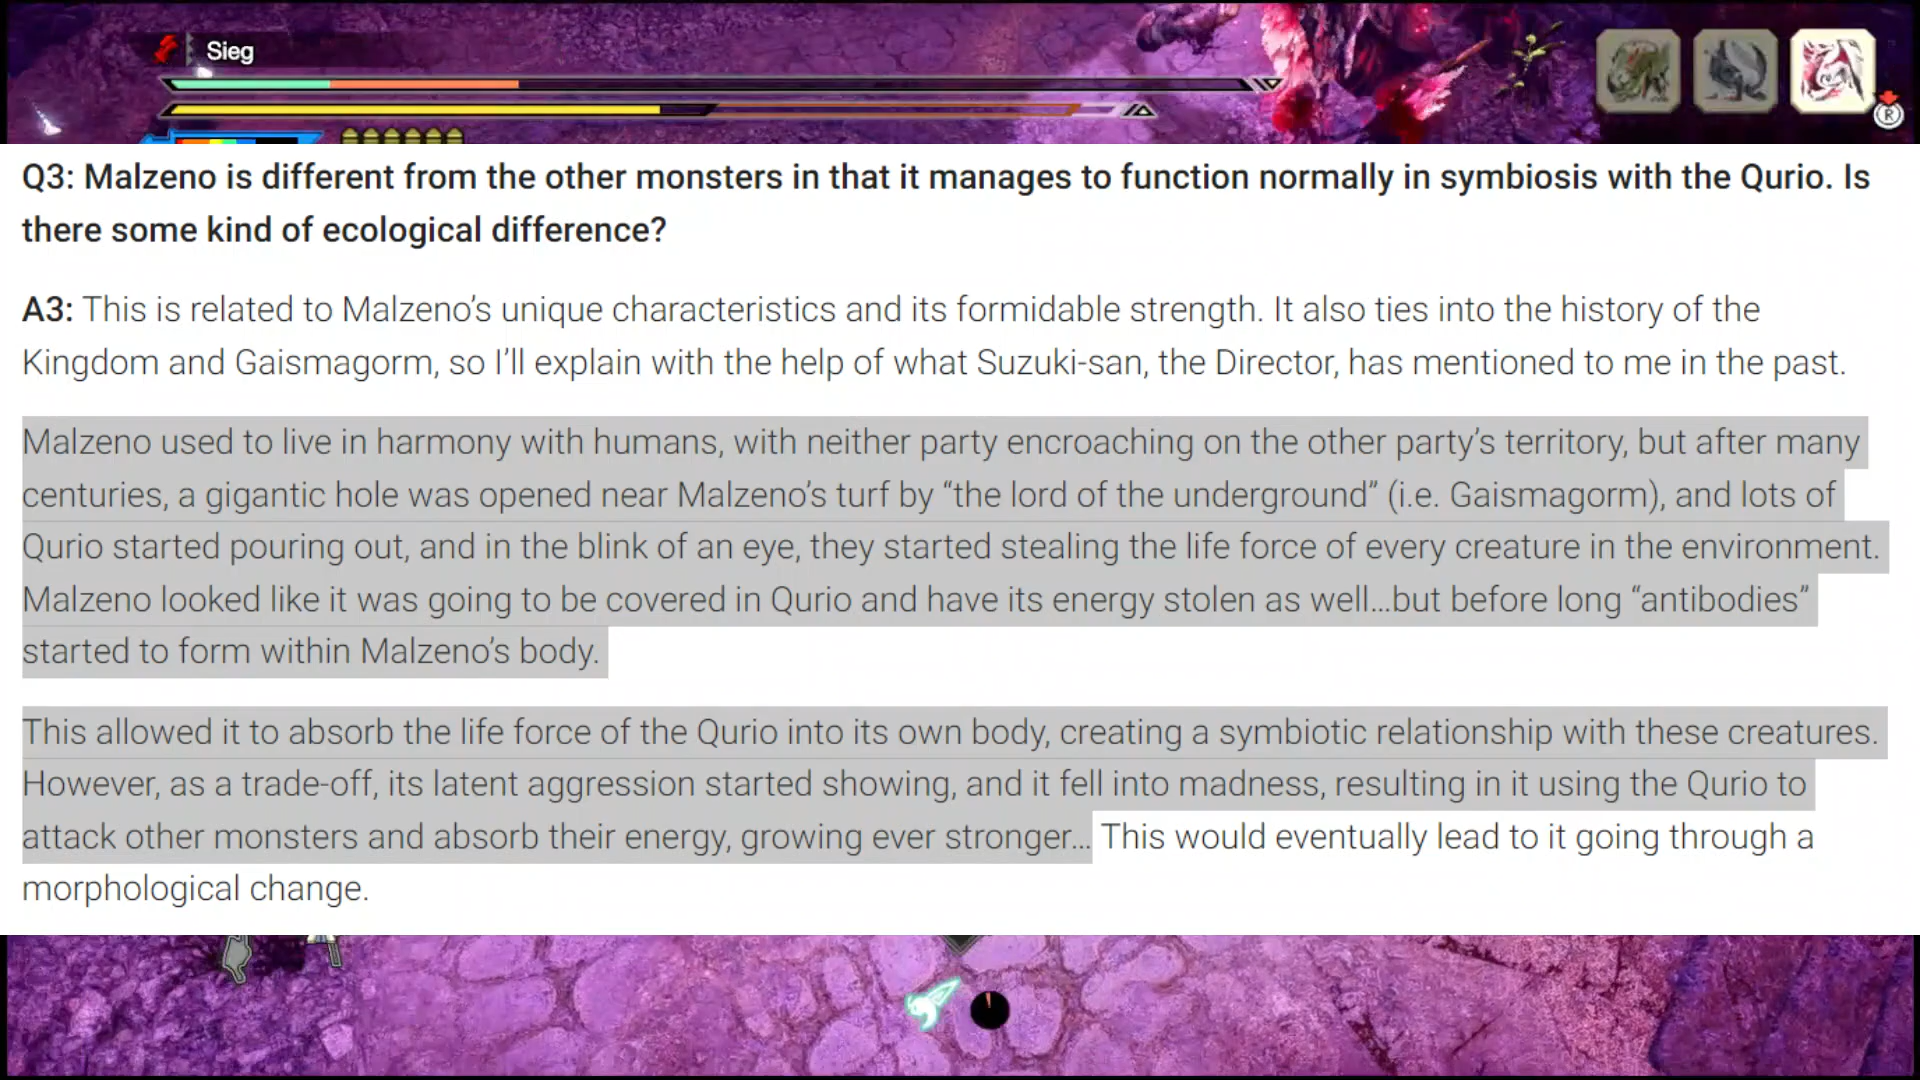 Sieg
R
Q3: Malzeno is different from the other monsters in that it manages to function normally in symbiosis with the Qurio. Is
there some kind of ecological difference?
A3: This is related to Malzeno’s unique characteristics and its formidable strength. It also ties into the history of the
Kingdom and Gaismagorm, so I’ll explain with the help of what Suzuki-san, the Director, has mentioned to me in the past.
Malzeno used to live in harmony with humans, with neither party encroaching on the other party’s territory, but after many
centuries, a gigantic hole was opened near Malzeno’s turf by “the lord of the underground” (i.e. Gaismagorm), and lots of
Qurio started pouring out, and in the blink of an eye, they started stealing the life force of every creature in the environment.
Malzeno looked like it was going to be covered in Qurio and have its energy stolen as well…but before long “antibodies”
started to form within Malzeno’s body.
This allowed it to absorb the life force of the Qurio into its own body, creating a symbiotic relationship with these creatures.
However, as a trade-off, its latent aggression started showing, and it fell into madness, resulting in it using the Qurio to
attack other monsters and absorb their energy, growing ever stronger… This would eventually lead to it going through a
morphological change.